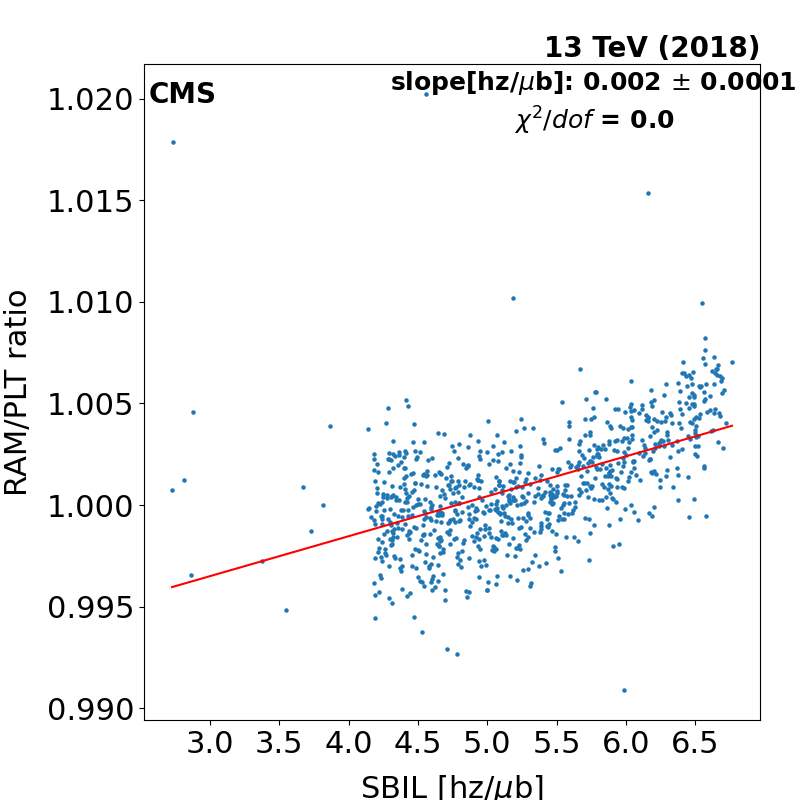 13 TeV (2018)
CMS
slope[hz/μb]: 0.002 ± 0.0001
χ²/dof = 0.0
RAM/PLT ratio
1.020
1.015
1.010
1.005
1.000
0.995
0.990
3.0 3.5 4.0 4.5 5.0 5.5 6.0 6.5
SBIL [hz/μb]